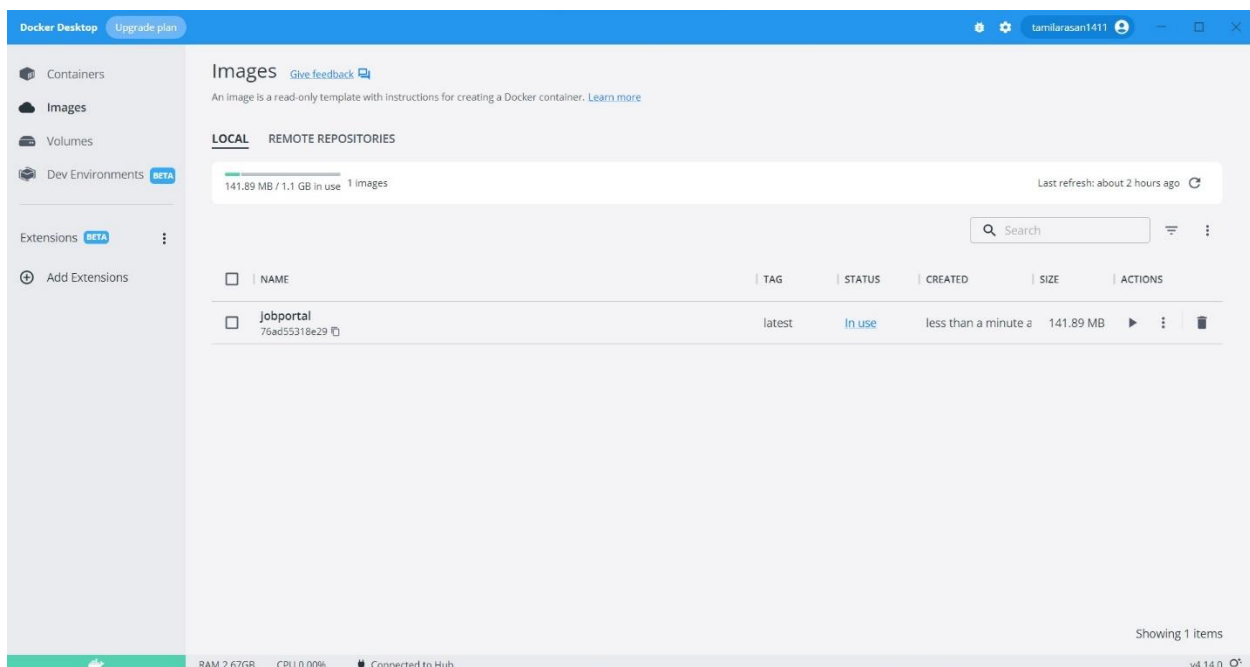 Docker Desktop Upgrade plan tamilarasan1411
Containers
Images
Volumes
Dev Environments BETA
Extensions BETA
Add Extensions
Images Give feedback
An image is a read-only template with instructions for creating a Docker container. Learn more
LOCAL REMOTE REPOSITORIES
141.89 MB / 1.1 GB in use 1 images Last refresh: about 2 hours ago
Search
NAME TAG STATUS CREATED SIZE ACTIONS
jobportal
76ad55318e29
latest In use less than a minute a 141.89 MB
Showing 1 items
RAM 2.67GB CPU 0.00% Connected to Hub v4.14.0